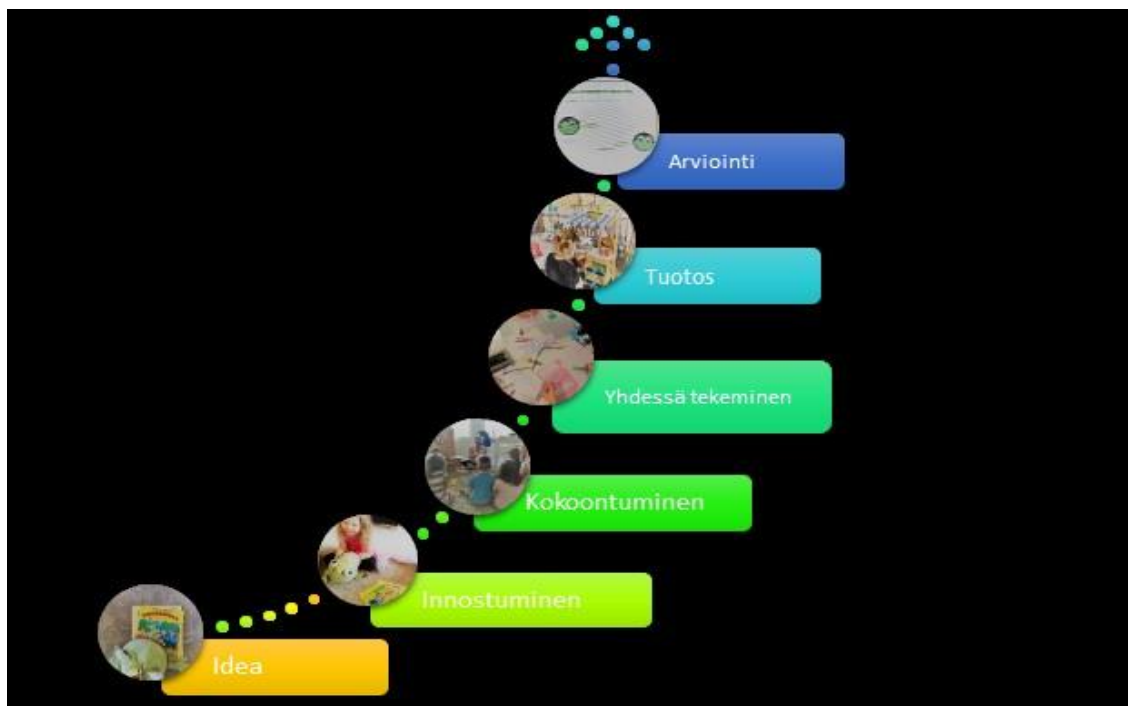 Arviointi
Tuotos
Yhdessä tekeminen
Kokoontuminen
Innostuminen
Idea